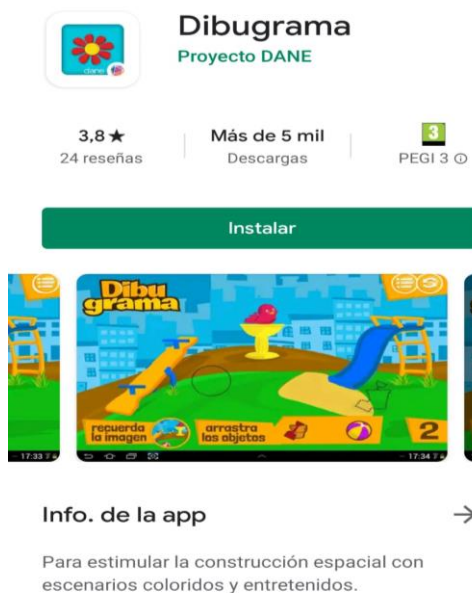 Dibugrama
Proyecto DANE
dane
3,8 ★
24 reseñas
Más de 5 mil
Descargas
3
PEGI 3
Instalar
Dibu
grama
recuerda
la imagen
arrastra
los objetos
2
17:33
17:34
Info. de la app
Para estimular la construcción espacial con
escenarios coloridos y entretenidos.